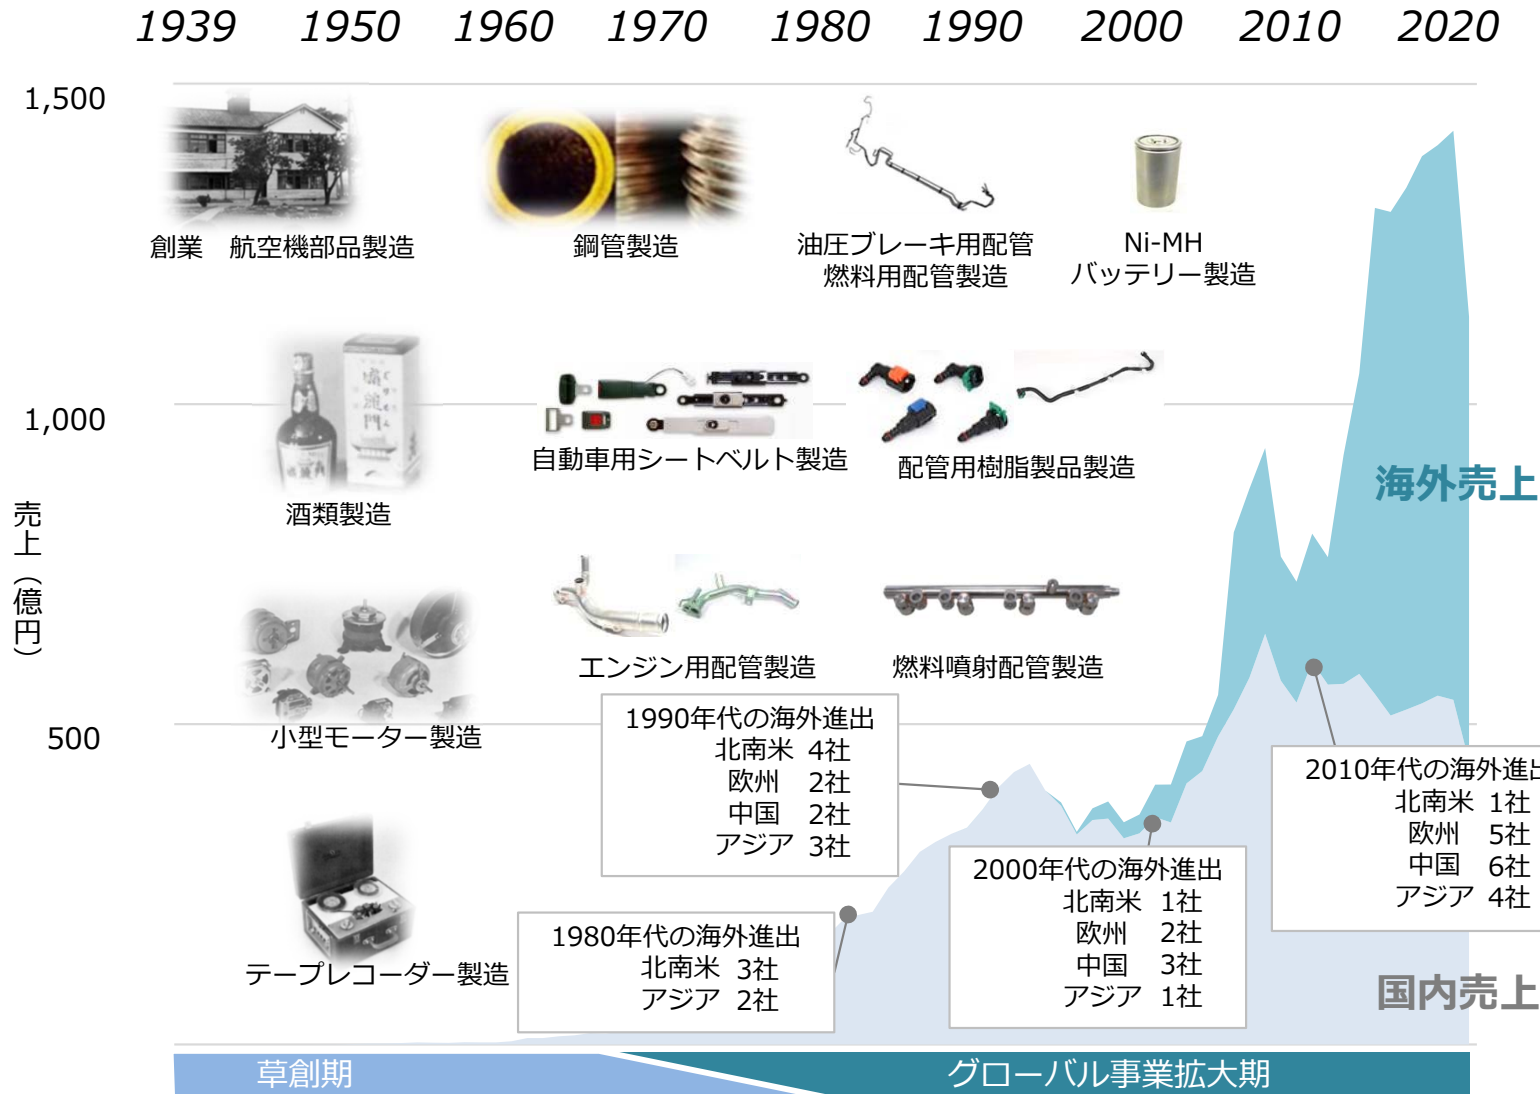 1939 1950 1960 1970 1980 1990 2000 2010 2020
1,500
1,000
500
売上（億円）
創業　航空機部品製造
鋼管製造
油圧ブレーキ用配管
燃料用配管製造
Ni-MH
バッテリー製造
酒類製造
自動車用シートベルト製造
配管用樹脂製品製造
小型モーター製造
エンジン用配管製造
燃料噴射配管製造
テープレコーダー製造
海外売上
国内売上
1980年代の海外進出
北南米 3社
アジア 2社
1990年代の海外進出
北南米 4社
欧州 2社
中国 2社
アジア 3社
2000年代の海外進出
北南米 1社
欧州 2社
中国 3社
アジア 1社
2010年代の海外進出
北南米 1社
欧州 5社
中国 6社
アジア 4社
草創期
グローバル事業拡大期